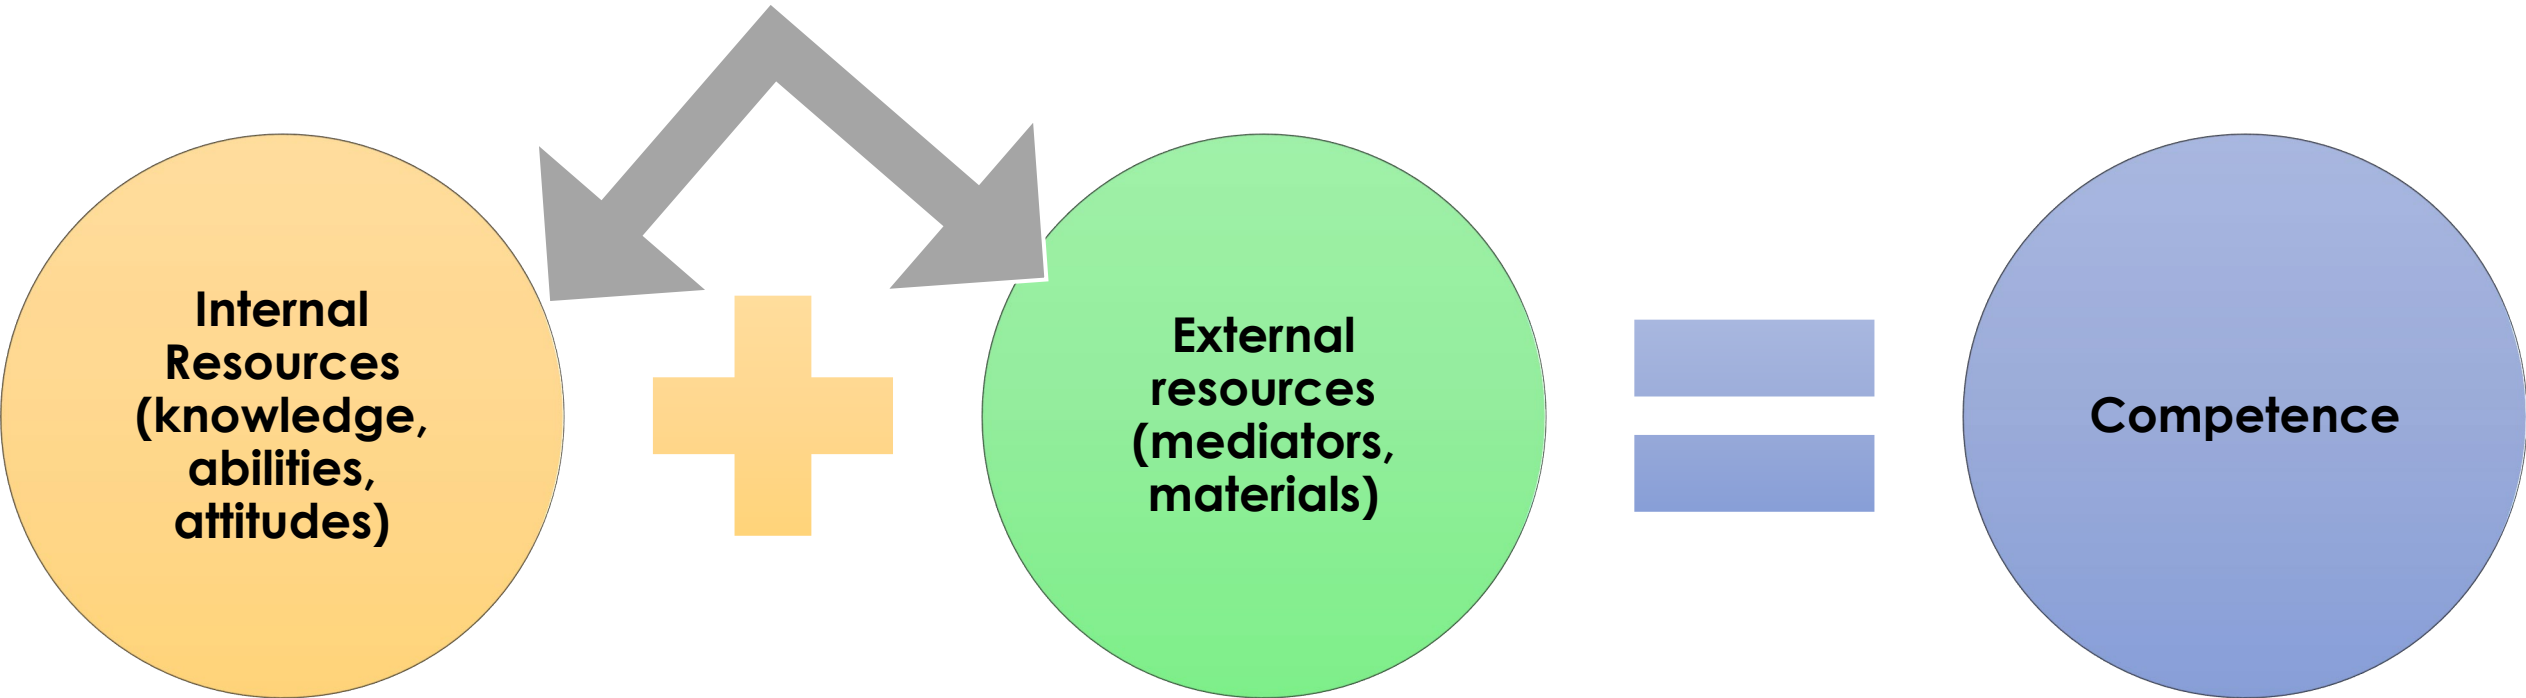 Internal
Resources
(knowledge,
abilities,
attitudes)
External
resources
(mediators,
materials)
Competence